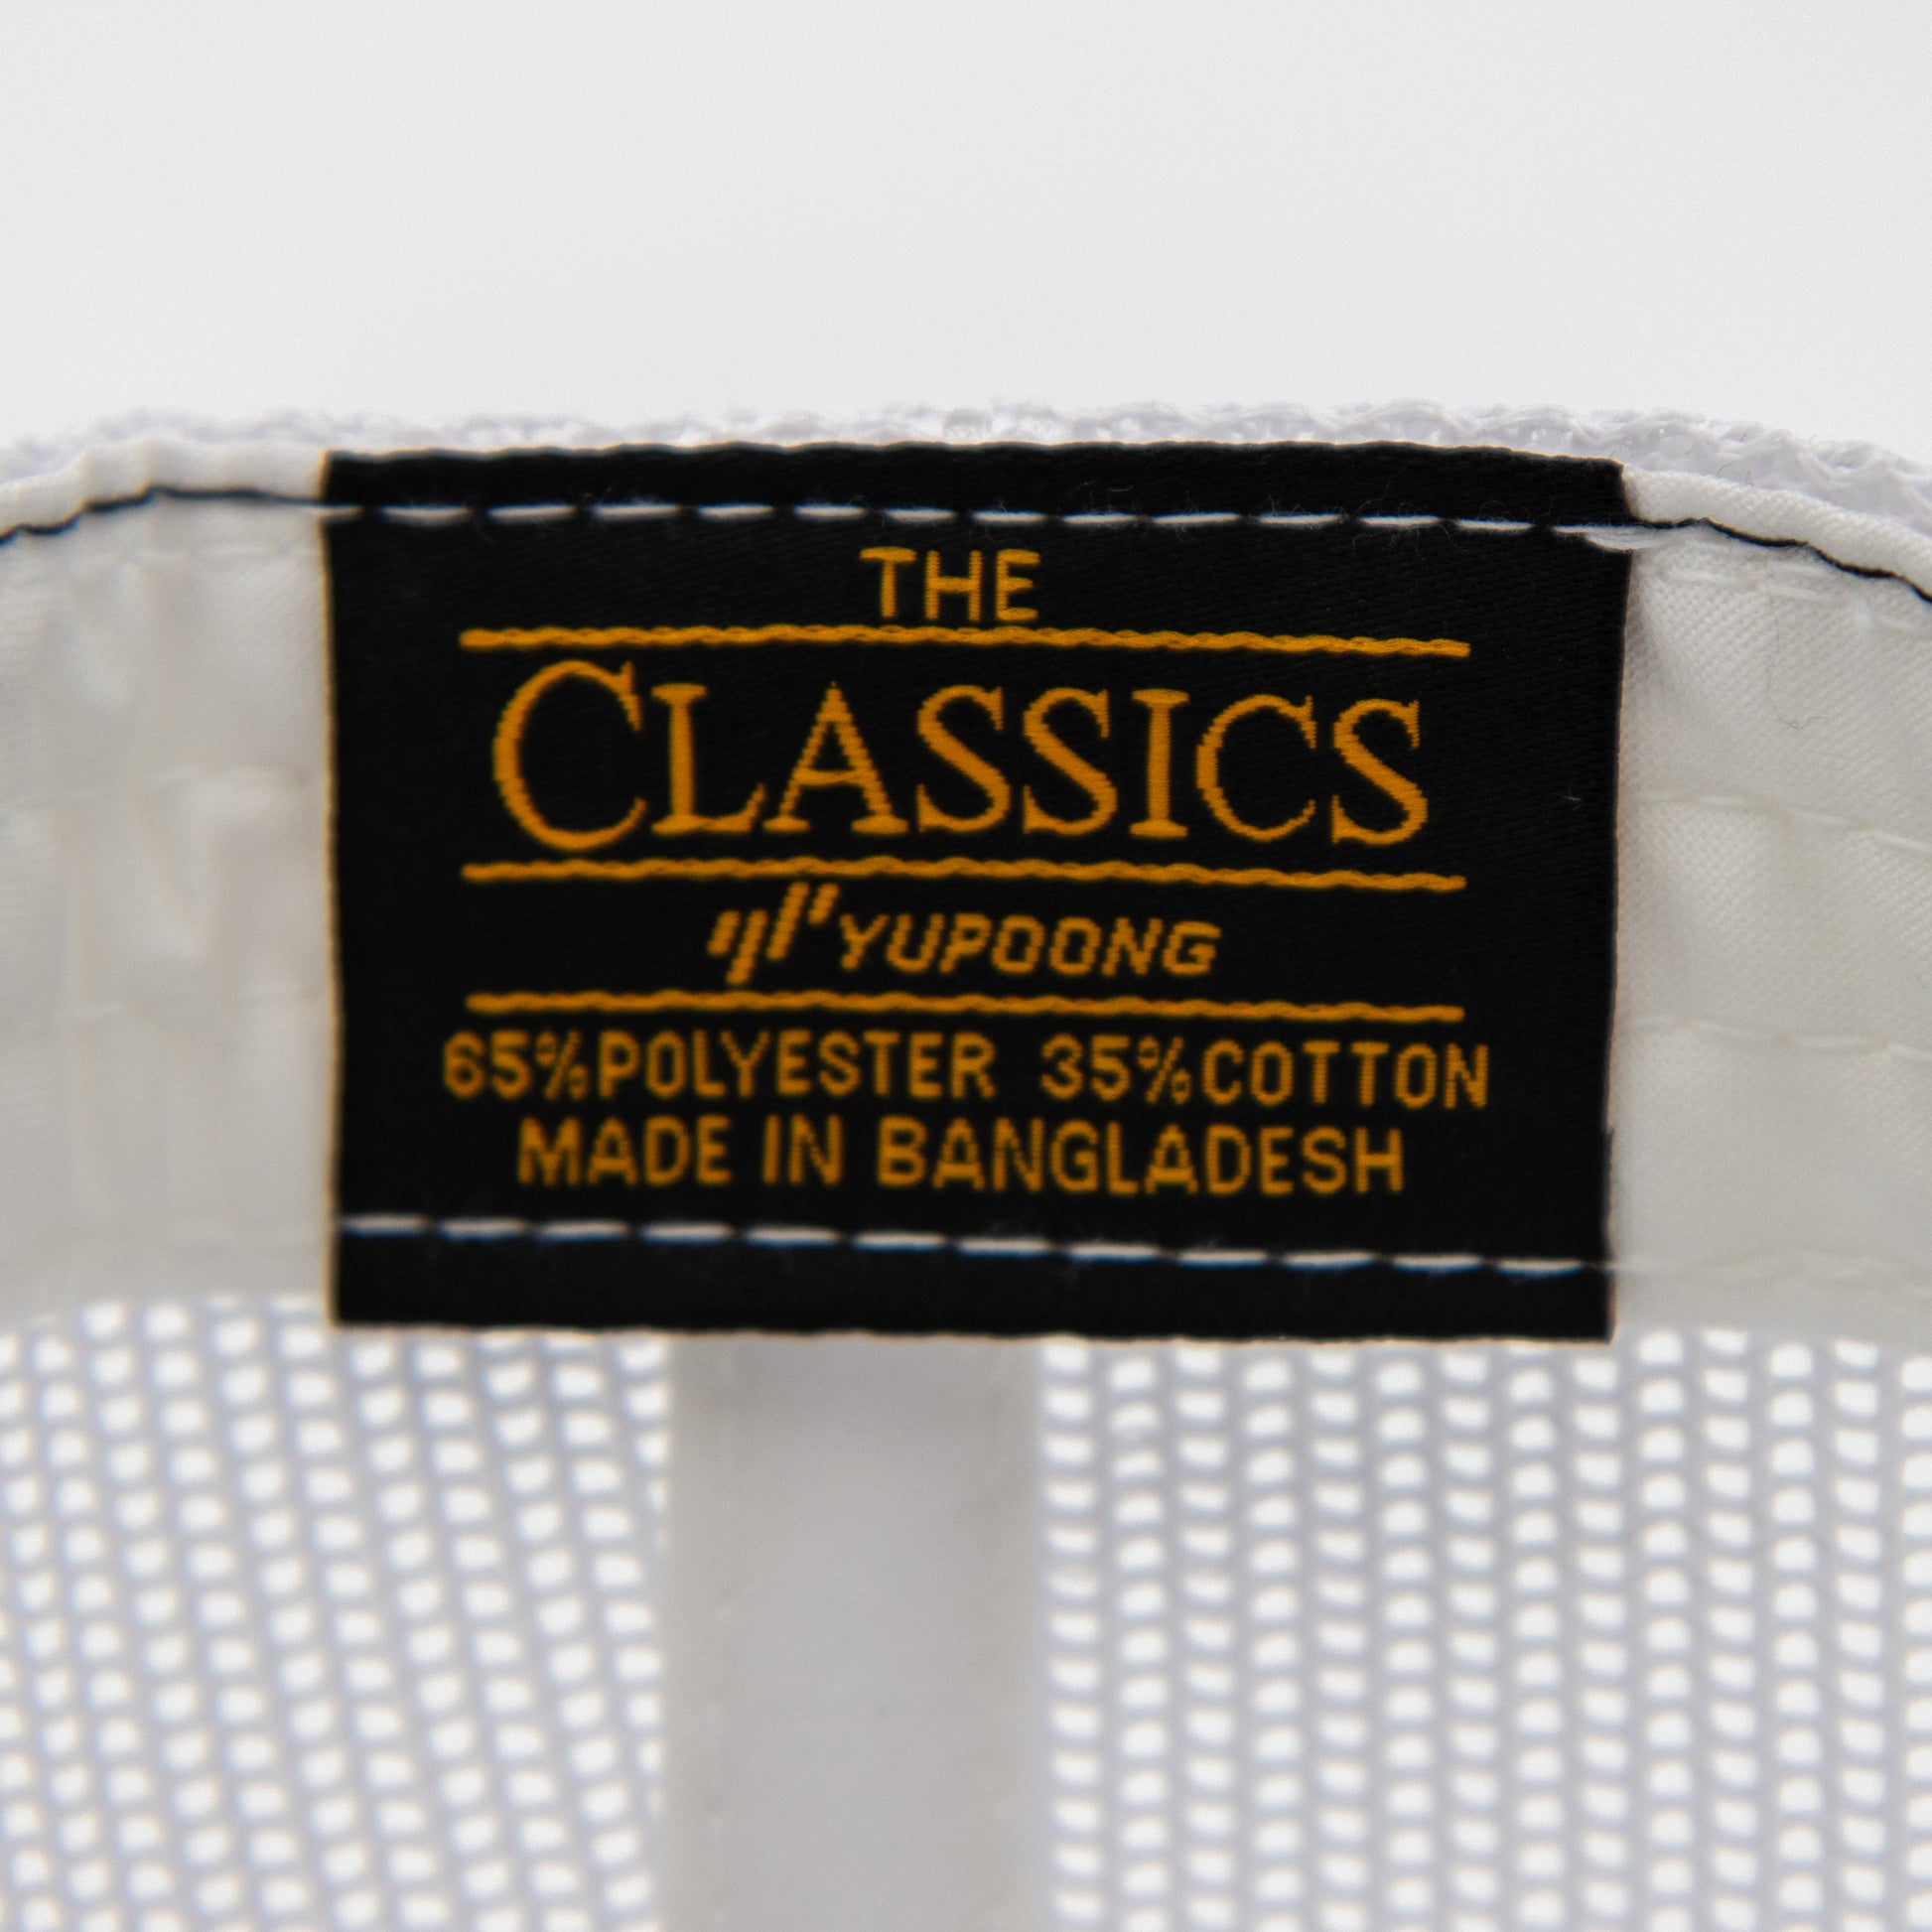 THE
CLASSICS
YUPOONG
65%POLYESTER 35%COTTON
MADE IN BANGLADESH